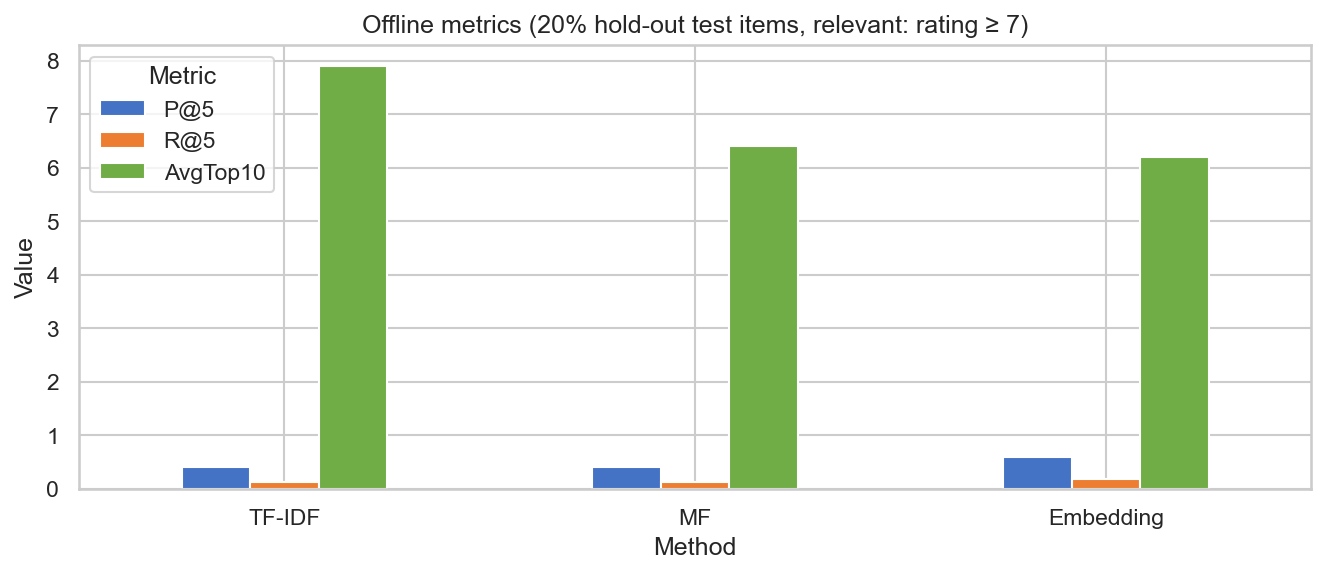 Offline metrics (20% hold-out test items, relevant: rating ≥ 7)
Metric
P@5
R@5
AvgTop10
Value
8
7
6
5
4
3
2
1
0
TF-IDF
MF
Embedding
Method